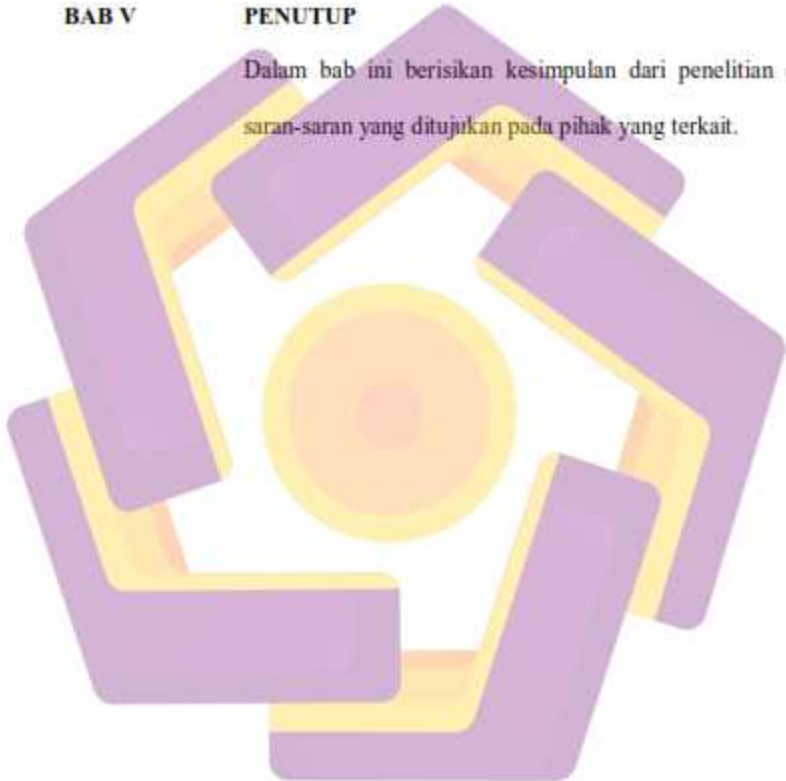 BAB V PENUTUP
Dalam bab ini berisikan kesimpulan dari penelitian
saran-saran yang ditujukan pada pihak yang terkait.